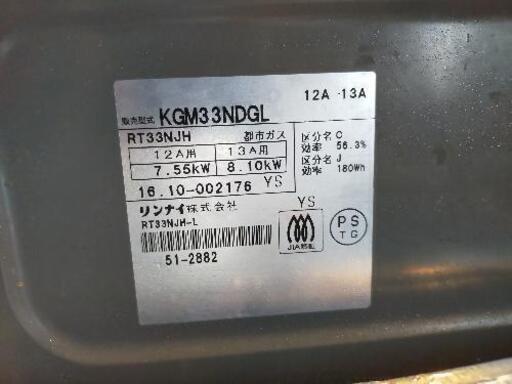 12A・13A
販売型式 KGM33NDGL
RT33NJH 都市ガス
12A用 13A用
7.55kW 8.10kW
区分名 C
効率 56.3%
区分名 J
効率 180Wh
16.10-002176 YS
リンナイ株式会社
RT33NJH-L
51-2882
YS
JIA認証
PS
TG